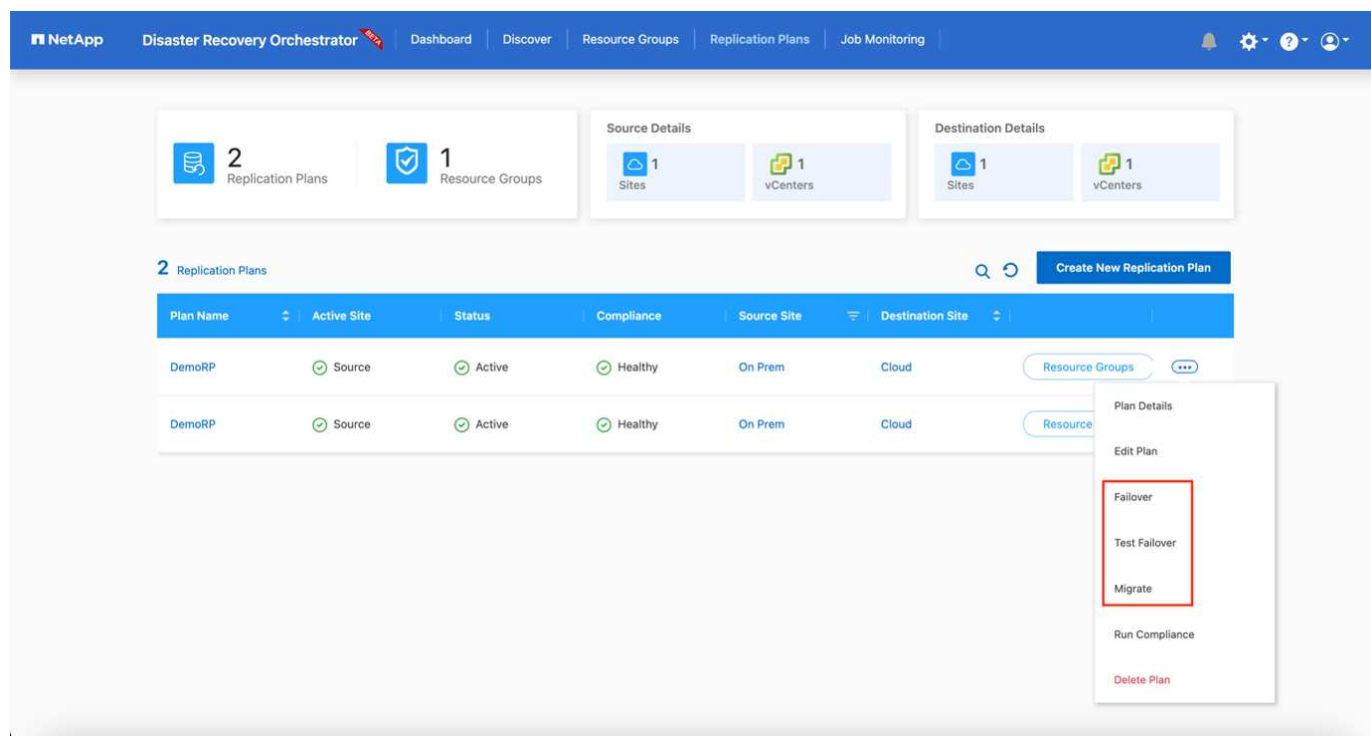 NetApp Disaster Recovery Orchestrator BETA Dashboard Discover Resource Groups Replication Plans Job Monitoring
2 Replication Plans
1 Resource Groups
Source Details
1 Sites
1 vCenters
Destination Details
1 Sites
1 vCenters
2 Replication Plans
Create New Replication Plan
Plan Name Active Site Status Compliance Source Site Destination Site
DemoRP Source Active Healthy On Prem Cloud Resource Groups
DemoRP Source Active Healthy On Prem Cloud Resource
Plan Details
Edit Plan
Failover
Test Failover
Migrate
Run Compliance
Delete Plan